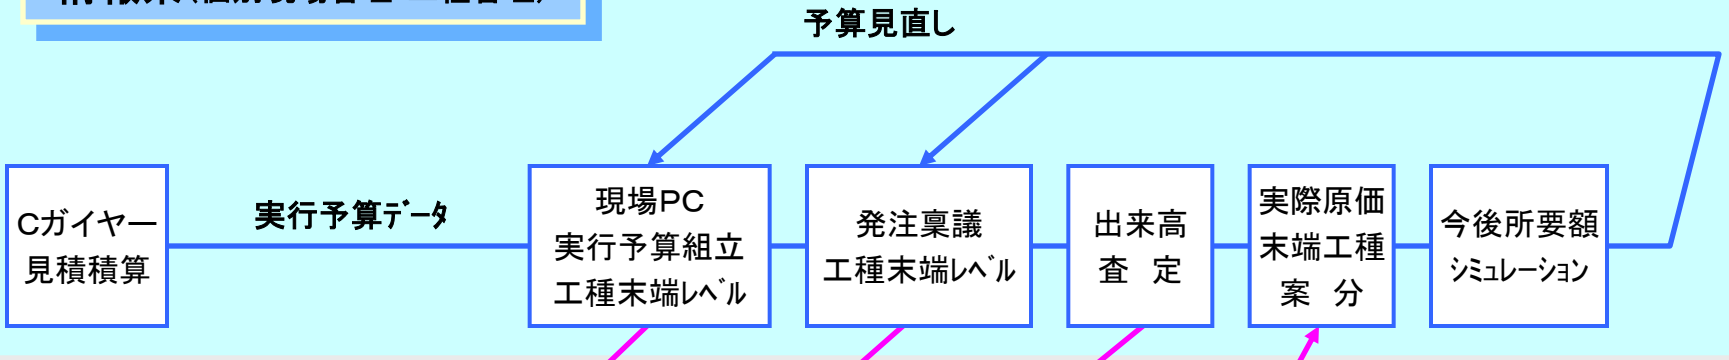 予算見直し
Cガイヤー
見積積算
実行予算ﾃﾞｰﾀ
現場PC
実行予算組立
工種末端ﾚﾍﾞﾙ
発注稟議
工種末端ﾚﾍﾞﾙ
出来高
査　定
実際原価
末端工種
案　分
今後所要額
ｼﾐｭﾚｰｼｮﾝ